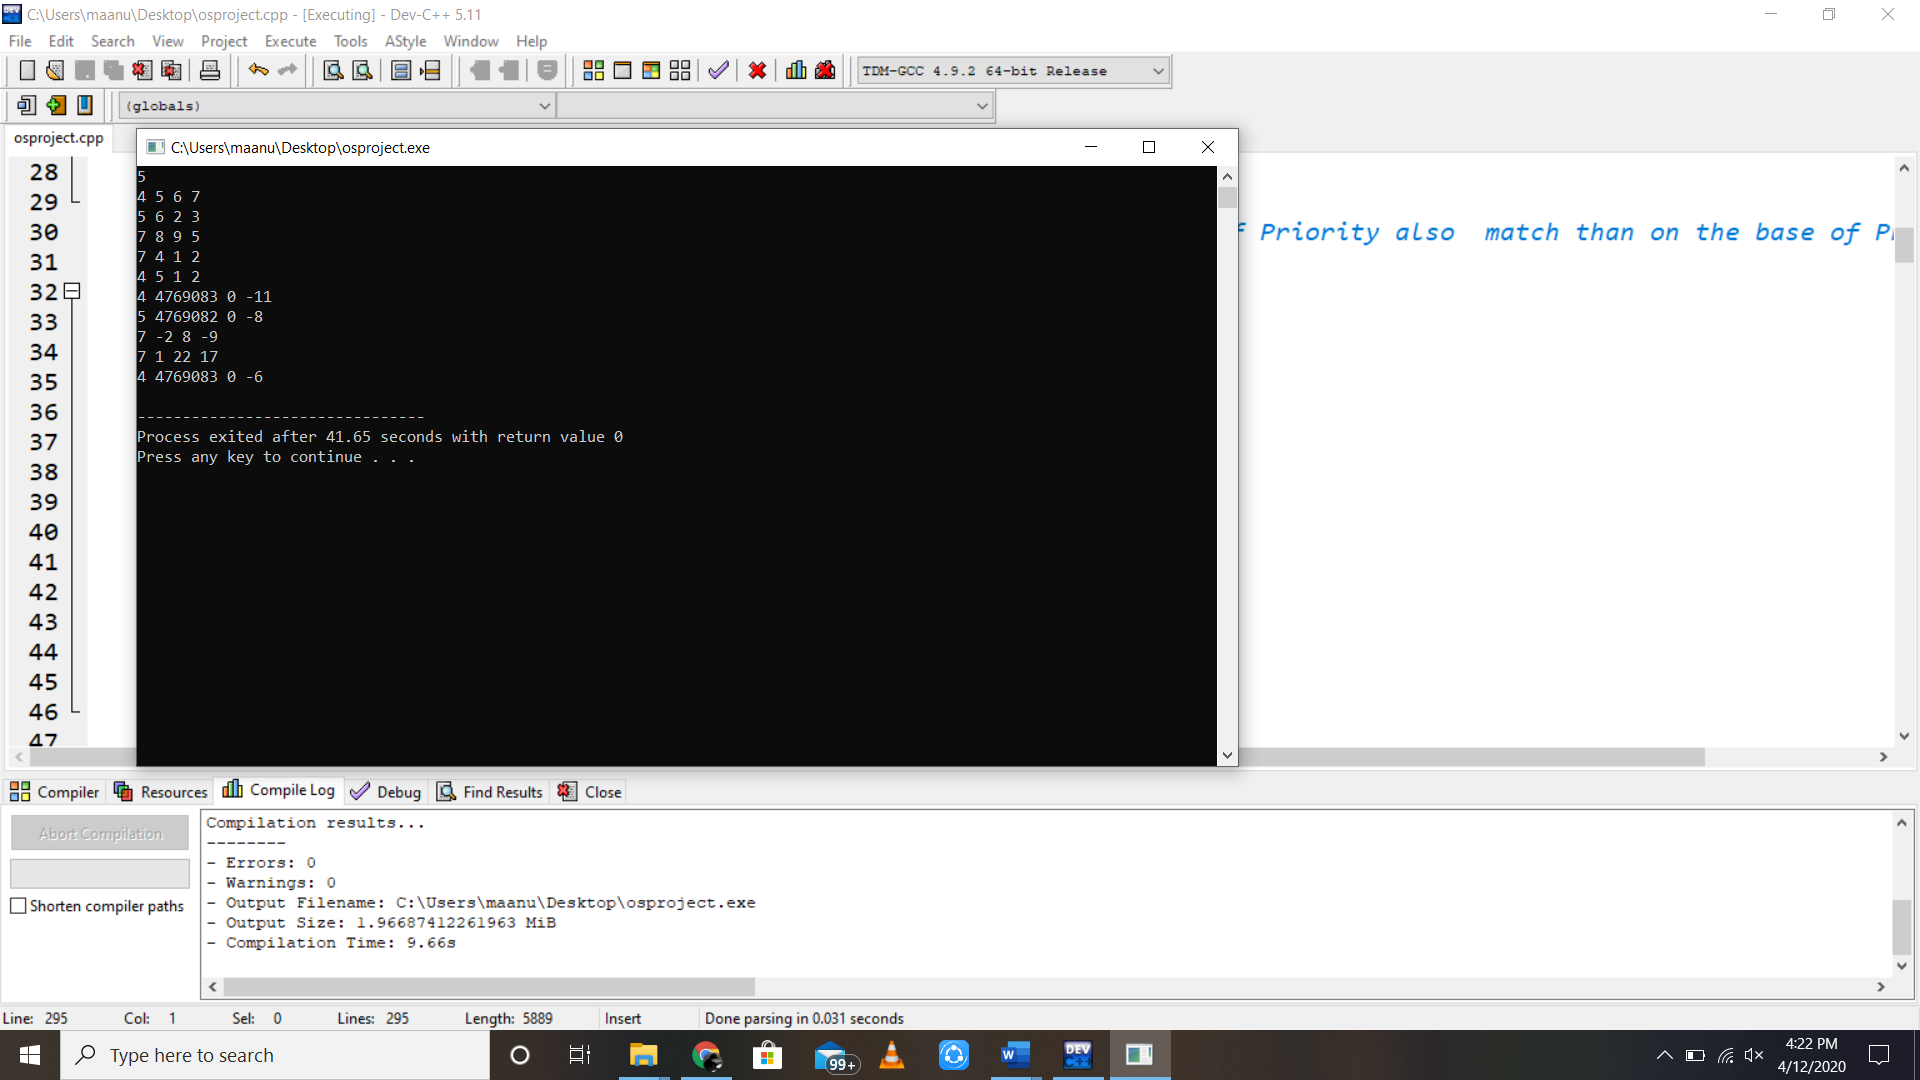 C:\Users\maanu\Desktop\osproject.cpp - [Executing] - Dev-C++ 5.11
File Edit Search View Project Execute Tools AStyle Window Help
TDM-GCC 4.9.2 64-bit Release
(globals)
osproject.cpp
C:\Users\maanu\Desktop\osproject.exe
5
4 5 6 7
5 6 2 3
7 8 9 5
7 4 1 2
4 5 1 2
4 4769083 0 -11
5 4769082 0 -8
7 -2 8 -9
7 1 22 17
4 4769083 0 -6
--------------------------------
Process exited after 41.65 seconds with return value 0
Press any key to continue . . .
28
29
30
Priority also  match than on the base of
31
32
33
34
35
36
37
38
39
40
41
42
43
44
45
46
47
Compiler Resources Compile Log Debug Find Results Close
Abort Compilation
Shorten compiler paths
Compilation results...
--------
- Errors: 0
- Warnings: 0
- Output Filename: C:\Users\maanu\Desktop\osproject.exe
- Output Size: 1.96687412261963 MiB
- Compilation Time: 9.66s
Line: 295 Col: 1 Sel: 0 Lines: 295 Length: 5889 Insert Done parsing in 0.031 seconds
Type here to search
99+
DEV C++
4:22 PM
4/12/2020